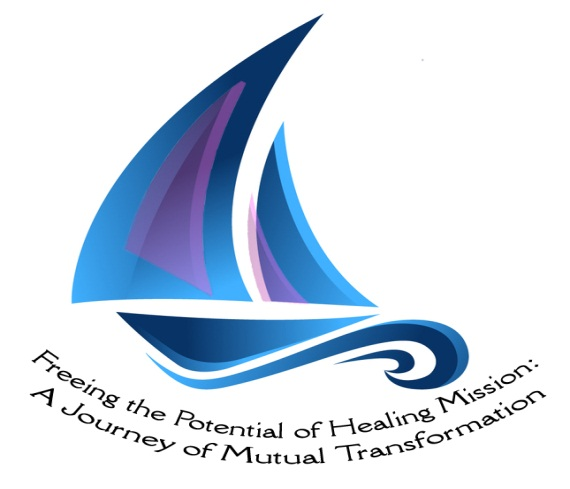 Freeing the Potential of Healing Mission:
A Journey of Mutual Transformation